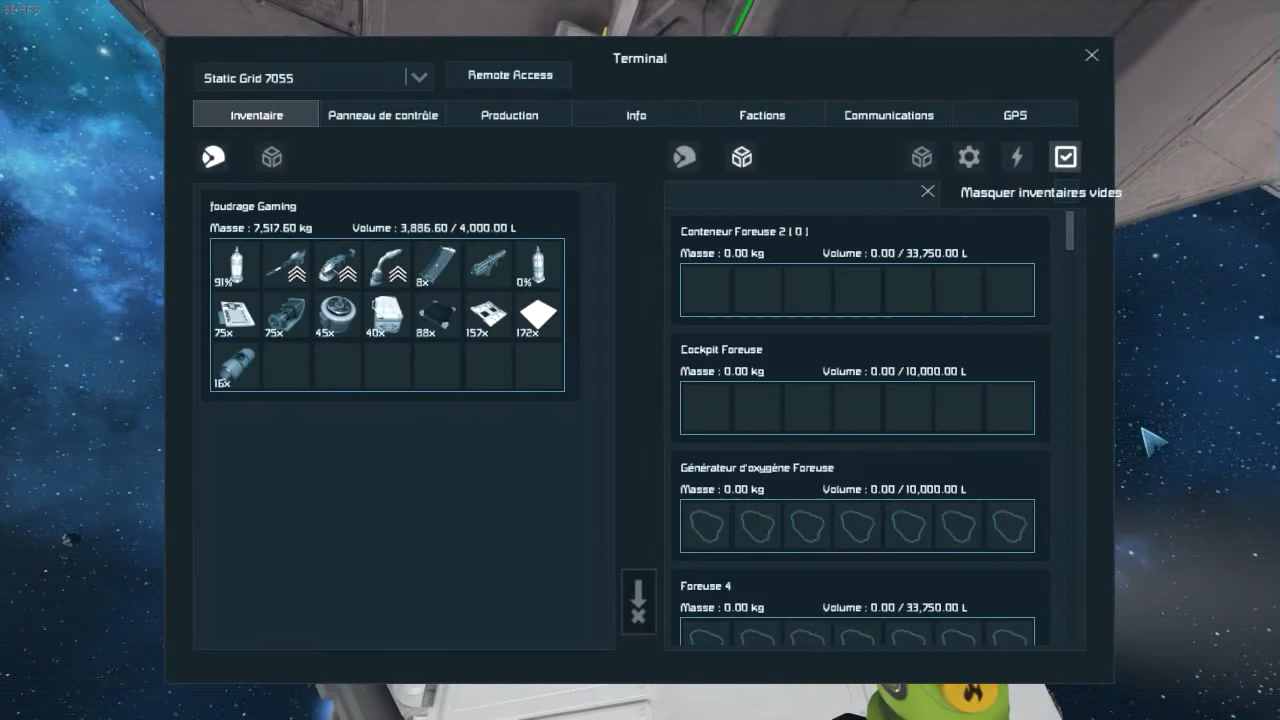 85 FPS
Terminal
Static Grid 7055
Remote Access
Inventaire
Panneau de contrôle
Production
Info
Factions
Communications
GPS
Masquer inventaires vides
foudrage Gaming
Masse : 7,517.60 kg Volume : 3,886.60 / 4,000.00 L
91% 8x 0%
75x 75x 45x 40x 88x 157x 172x
16x
Conteneur Foreuse 2 [ 0 ]
Masse : 0.00 kg Volume : 0.00 / 33,750.00 L
Cockpit Foreuse
Masse : 0.00 kg Volume : 0.00 / 10,000.00 L
Générateur d'oxygène Foreuse
Masse : 0.00 kg Volume : 0.00 / 10,000.00 L
Foreuse 4
Masse : 0.00 kg Volume : 0.00 / 33,750.00 L